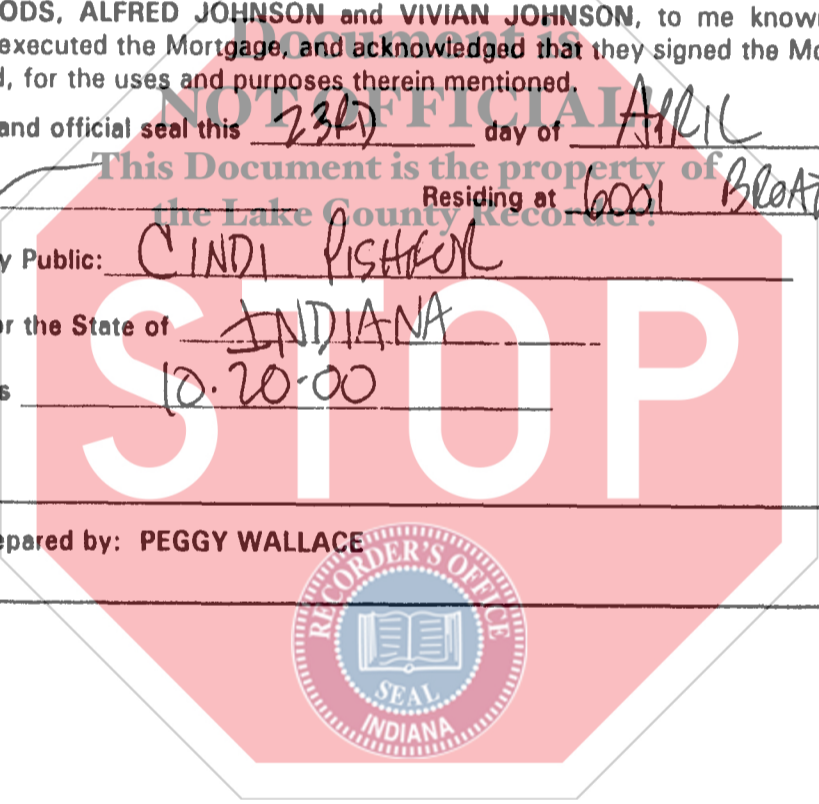 ODS, ALFRED JOHNSON and VIVIAN JOHNSON, to me know
Document is
executed the Mortgage, and acknowledged that they signed the Mo
d, for the uses and purposes therein mentioned.
NOT OFFICIAL!
and official seal this 23RD day of APRIL
This Document is the property of
Residing at 6001 BROAD
the Lake County Recorder!
y Public: CINDI
or the State of INDIANA
s 10.20.00
STOP
epared by: PEGGY WALLACE
RECORDER'S OFFICE
SEAL
INDIANA